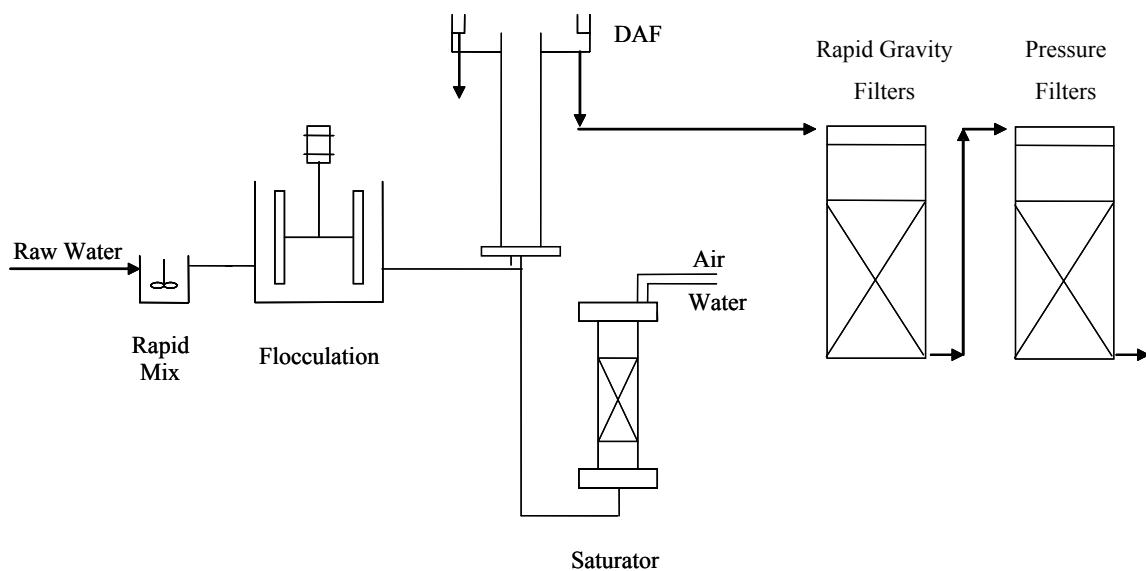 DAF
Rapid Gravity
Filters
Pressure
Filters
Raw Water
Rapid
Mix
Flocculation
Air
Water
Saturator